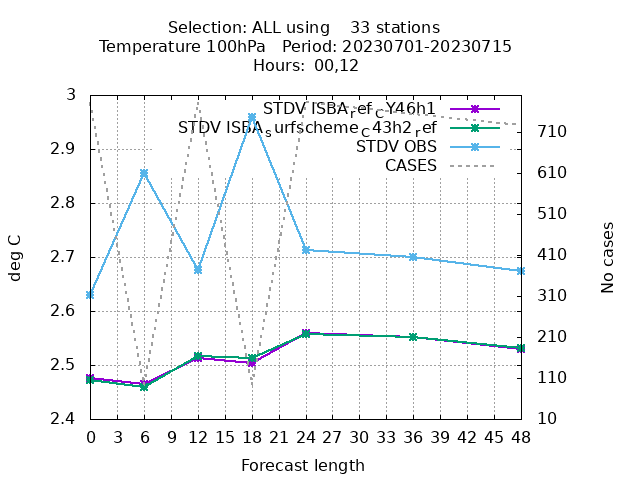 Selection: ALL using    33 stations
Temperature 100hPa   Period: 20230701-20230715
Hours:  00,12
STDV ISBA_ref_CY46h1
STDV ISBA_surfscheme_C43h2_ref
STDV OBS
CASES
deg C
No cases
3
2.9
2.8
2.7
2.6
2.5
2.4
710
610
510
410
310
210
110
10
0 3 6 9 12 15 18 21 24 27 30 33 36 39 42 45 48
Forecast length